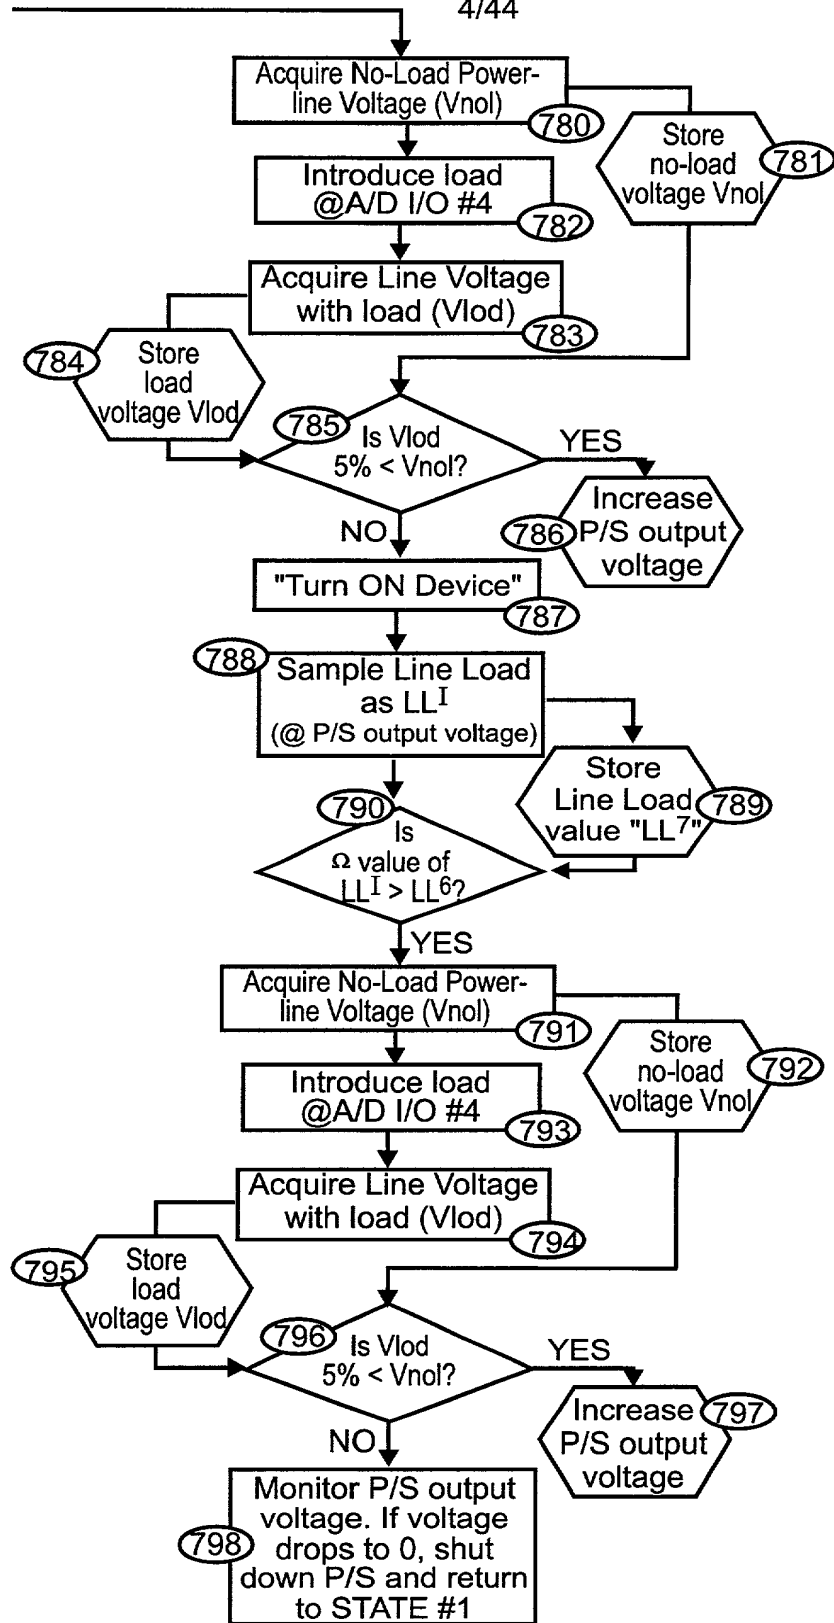 4/44
Acquire No-Load Power-
line Voltage (Vnol)
780
Store
no-load
voltage Vnol
781
Introduce load
@A/D I/O #4
782
Acquire Line Voltage
with load (Vlod)
783
784
Store
load
voltage Vlod
785
Is Vlod
5% < Vnol?
YES
NO
786
Increase
P/S output
voltage
"Turn ON Device"
787
788
Sample Line Load
as LLI
(@ P/S output voltage)
Store
Line Load
value "LL7"
789
790
Is
Ω value of
LLI > LL6?
YES
Acquire No-Load Power-
line Voltage (Vnol)
791
Store
no-load
voltage Vnol
792
Introduce load
@A/D I/O #4
793
Acquire Line Voltage
with load (Vlod)
794
795
Store
load
voltage Vlod
796
Is Vlod
5% < Vnol?
YES
NO
Increase
P/S output
voltage
797
798
Monitor P/S output
voltage. If voltage
drops to 0, shut
down P/S and return
to STATE #1